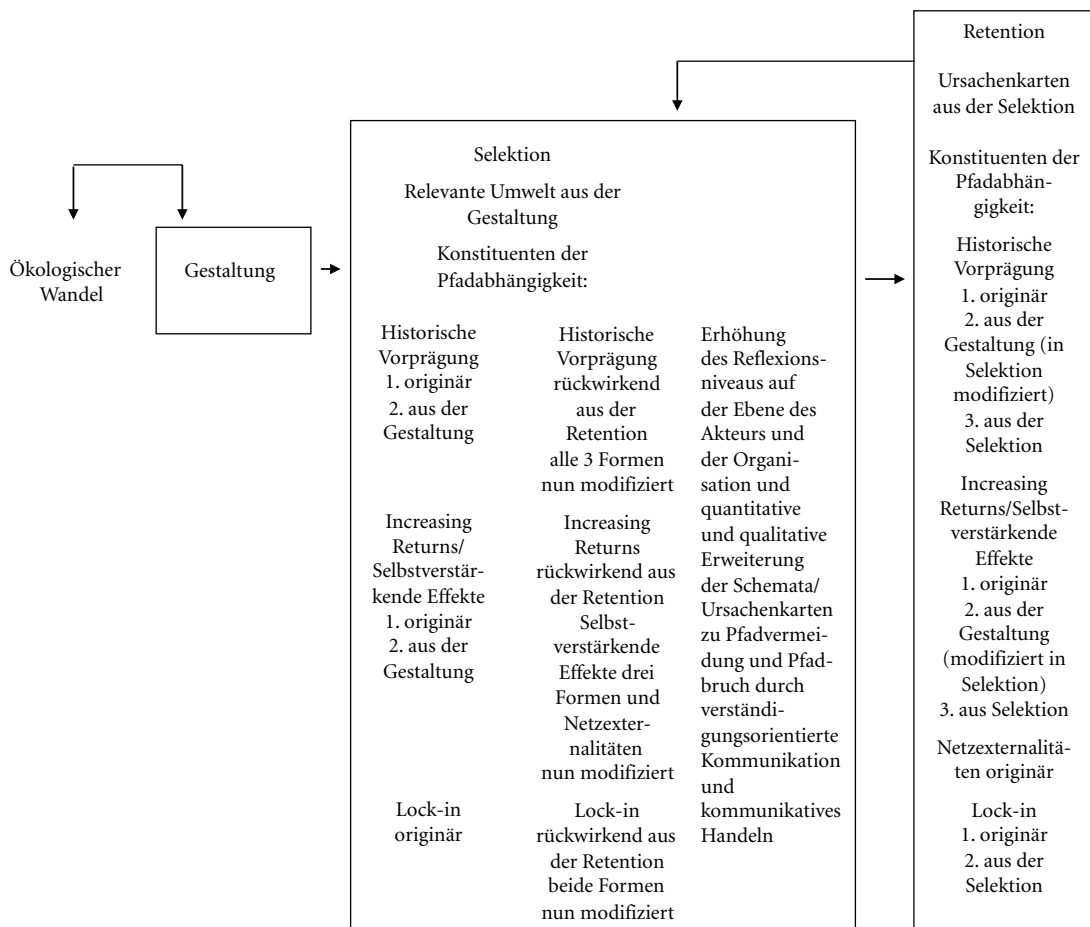 Ökologischer
Wandel
Gestaltung
Selektion
Relevante Umwelt aus der
Gestaltung
Konstituenten der
Pfadabhängigkeit:
Historische
Vorprägung
1. originär
2. aus der
Gestaltung
Increasing
Returns/
Selbstverstär-
kende Effekte
1. originär
2. aus der
Gestaltung
Lock-in
originär
Historische
Vorprägung
rückwirkend
aus der
Retention
alle 3 Formen
nun modifiziert
Increasing
Returns
rückwirkend aus
der Retention
Selbst-
verstärkende
Effekte drei
Formen und
Netzexter-
nalitäten
nun modifiziert
Lock-in
rückwirkend aus
der Retention
beide Formen
nun modifiziert
Erhöhung
des Reflexions-
niveaus auf
der Ebene des
Akteurs und
der Organi-
sation und
quantitative
und qualitative
Erweiterung
der Schemata/
Ursachenkarten
zu Pfadvermei-
dung und Pfad-
bruch durch
verständi-
gungsorientierte
Kommunikation
und
kommunikatives
Handeln
Retention
Ursachenkarten
aus der Selektion
Konstituenten der
Pfadabhän-
gigkeit:
Historische
Vorprägung
1. originär
2. aus der
Gestaltung (in
Selektion
modifiziert)
3. aus der
Selektion
Increasing
Returns/Selbst-
verstärkende
Effekte
1. originär
2. aus der
Gestaltung
(modifiziert in
Selektion)
3. aus Selektion
Netzexternalitä-
ten originär
Lock-in
1. originär
2. aus der
Selektion